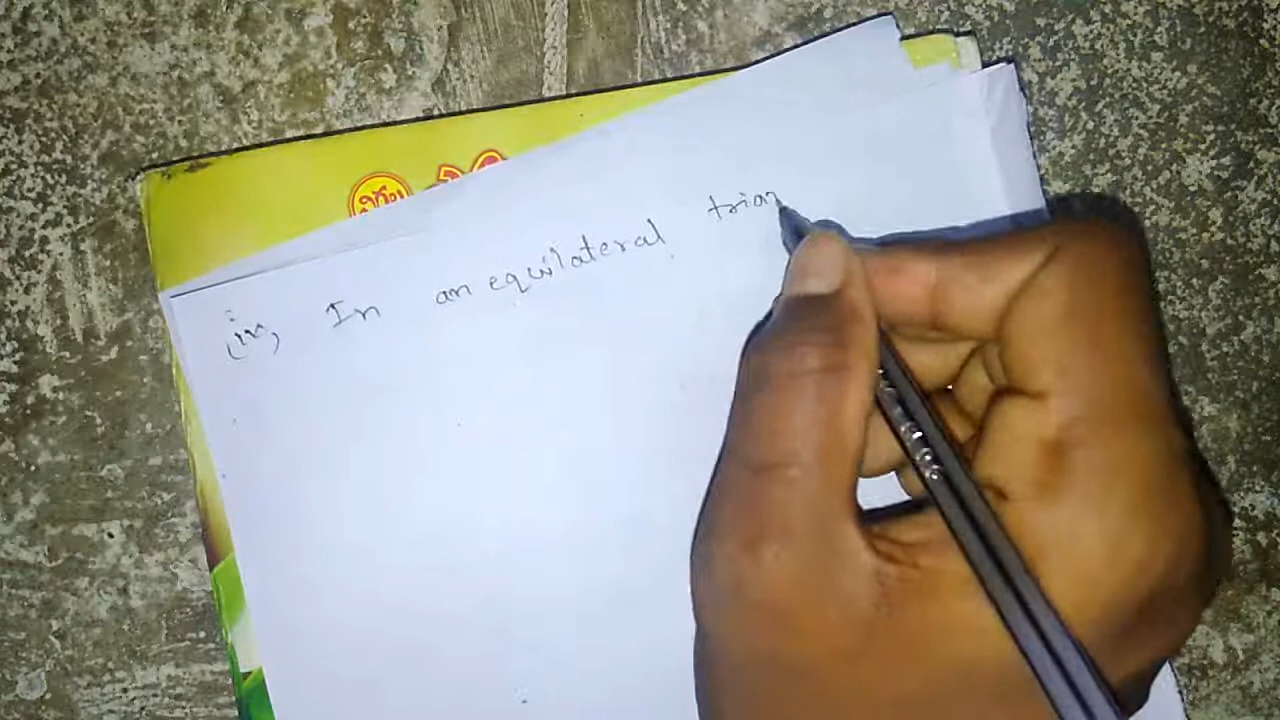 విద్య
(iv) In an equilateral trian